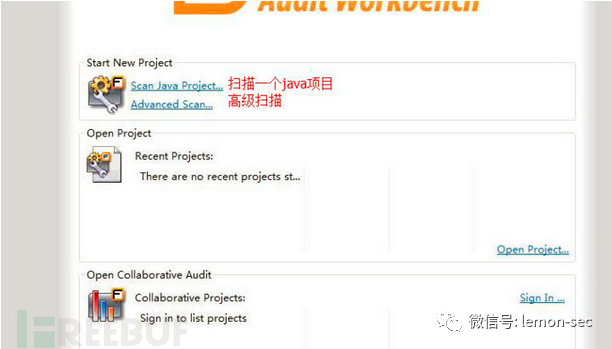 Audit Workbench
Start New Project
Scan Java Project... 扫描一个java项目
Advanced Scan... 高级扫描
Open Project
Recent Projects:
There are no recent projects st...
Open Project...
Open Collaborative Audit
Collaborative Projects:
Sign In ...
Sign in to list projects
微信号: lemon-sec
FREEBUF